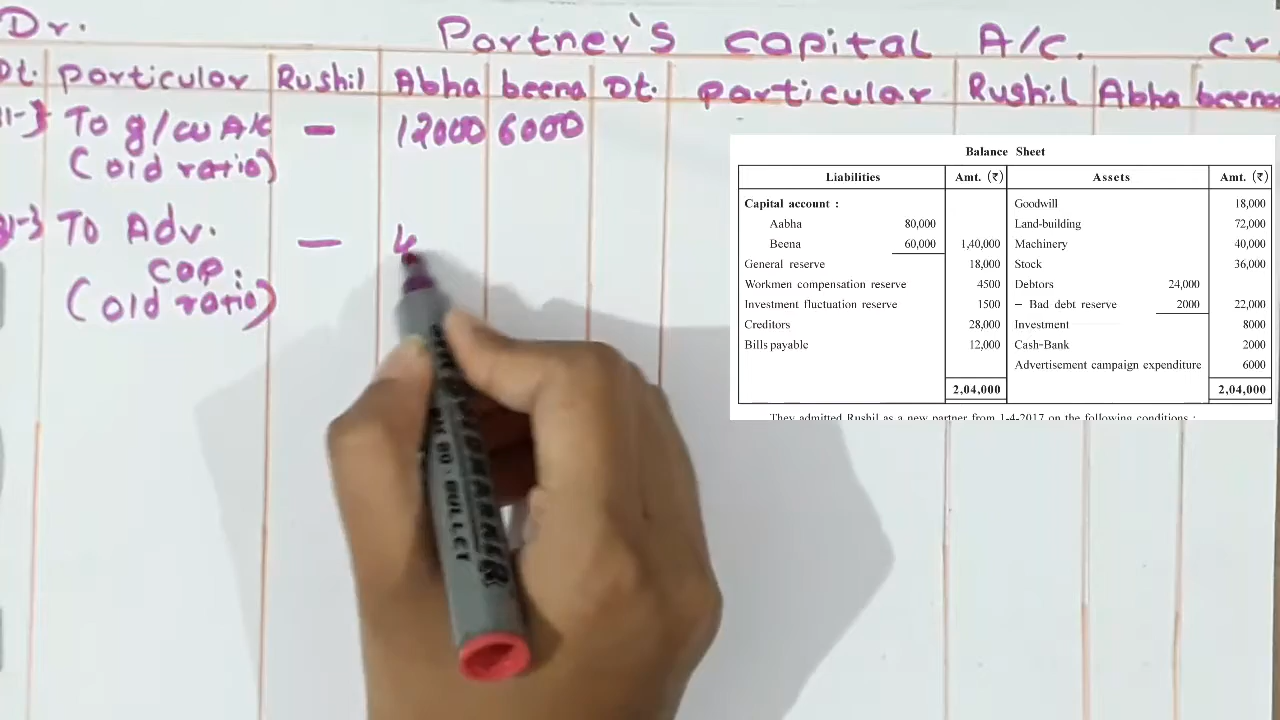 Dr. Partner's capital A/c. cr
Dt. particular Rushil Abha beena Dt. particular Rushil Abha beena
To g/w A/c - 12000 6000
(old ratio)
To Adv. - 4
cap.
(old ratio)
Balance Sheet
Liabilities Amt. (₹) Assets Amt. (₹)
Capital account : Goodwill 18,000
Aabha 80,000 Land-building 72,000
Beena 60,000 1,40,000 Machinery 40,000
General reserve 18,000 Stock 36,000
Workmen compensation reserve 4500 Debtors 24,000
Investment fluctuation reserve 1500 – Bad debt reserve 2000 22,000
Creditors 28,000 Investment 8000
Bills payable 12,000 Cash-Bank 2000
Advertisement campaign expenditure 6000
2,04,000 2,04,000
They admitted Rushil as a new partner from 1-4-2017 on the following conditions :